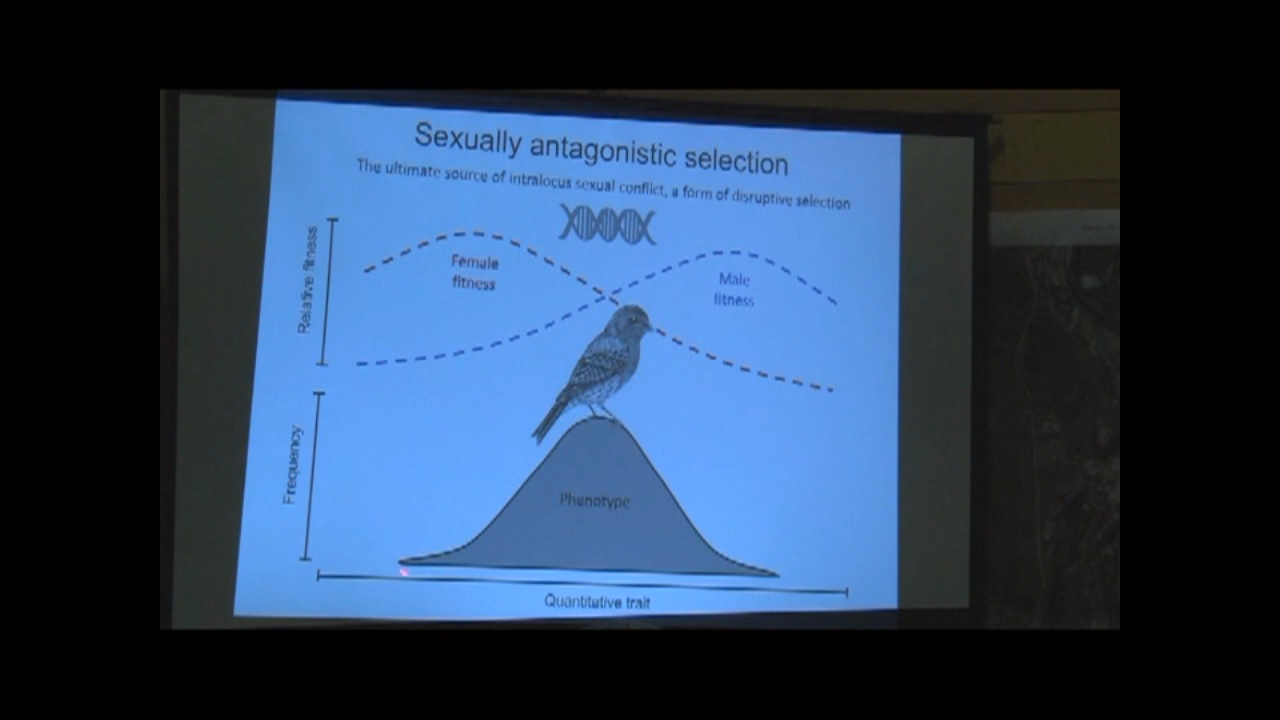 Sexually antagonistic selection
The ultimate source of intralocus sexual conflict, a form of disruptive selection
Relative fitness
Female
fitness
Male
fitness
Frequency
Phenotype
Quantitative trait